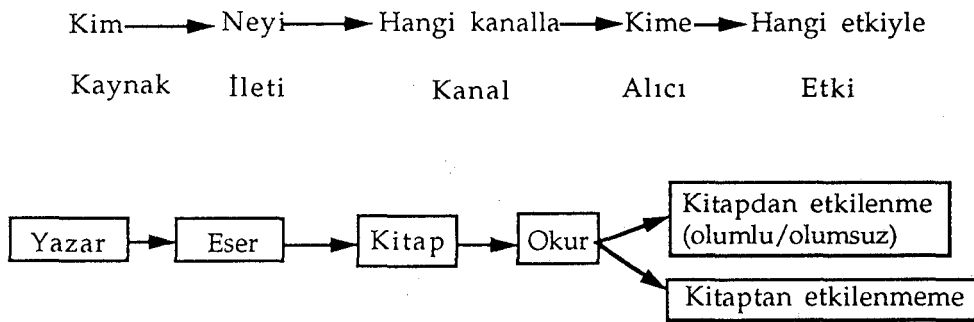 Kim Neyi Hangi kanalla Kime Hangi etkiyle
Kaynak İleti Kanal Alıcı Etki
Yazar Eser Kitap Okur
Kitapdan etkilenme
(olumlu/olumsuz)
Kitaptan etkilenmeme